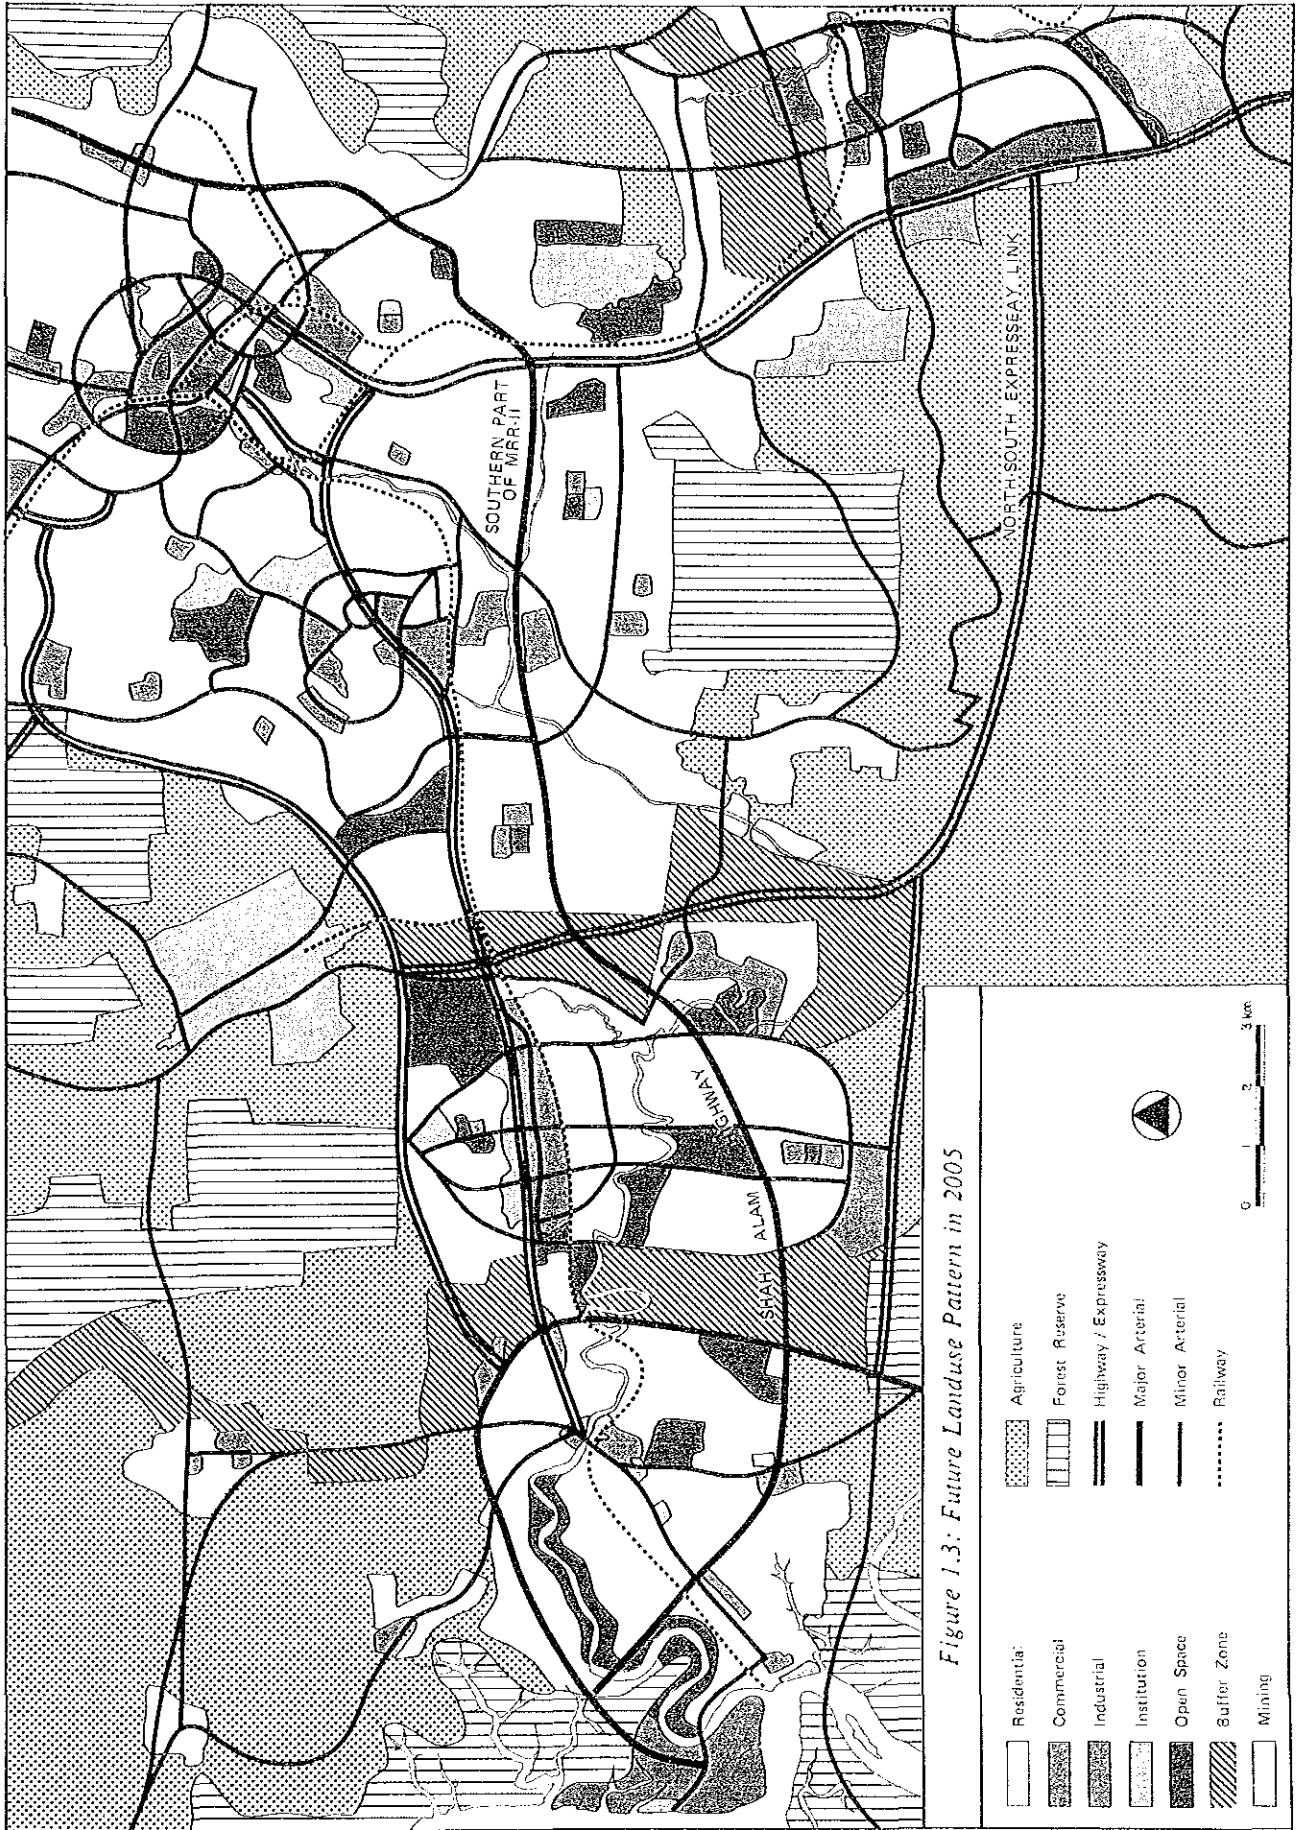 SOUTHERN PART
OF MRR.II
NORTH-SOUTH EXPRESSEAY LINK
SHAH ALAM
GHWAY
Figure 1.3.: Future Landuse Pattern in 2005
Residential
Commercial
Industrial
Institution
Open Space
Buffer Zone
Mining
Agriculture
Forest Reserve
Highway / Expressway
Major Arterial
Minor Arterial
Railway
0 1 2 3 km